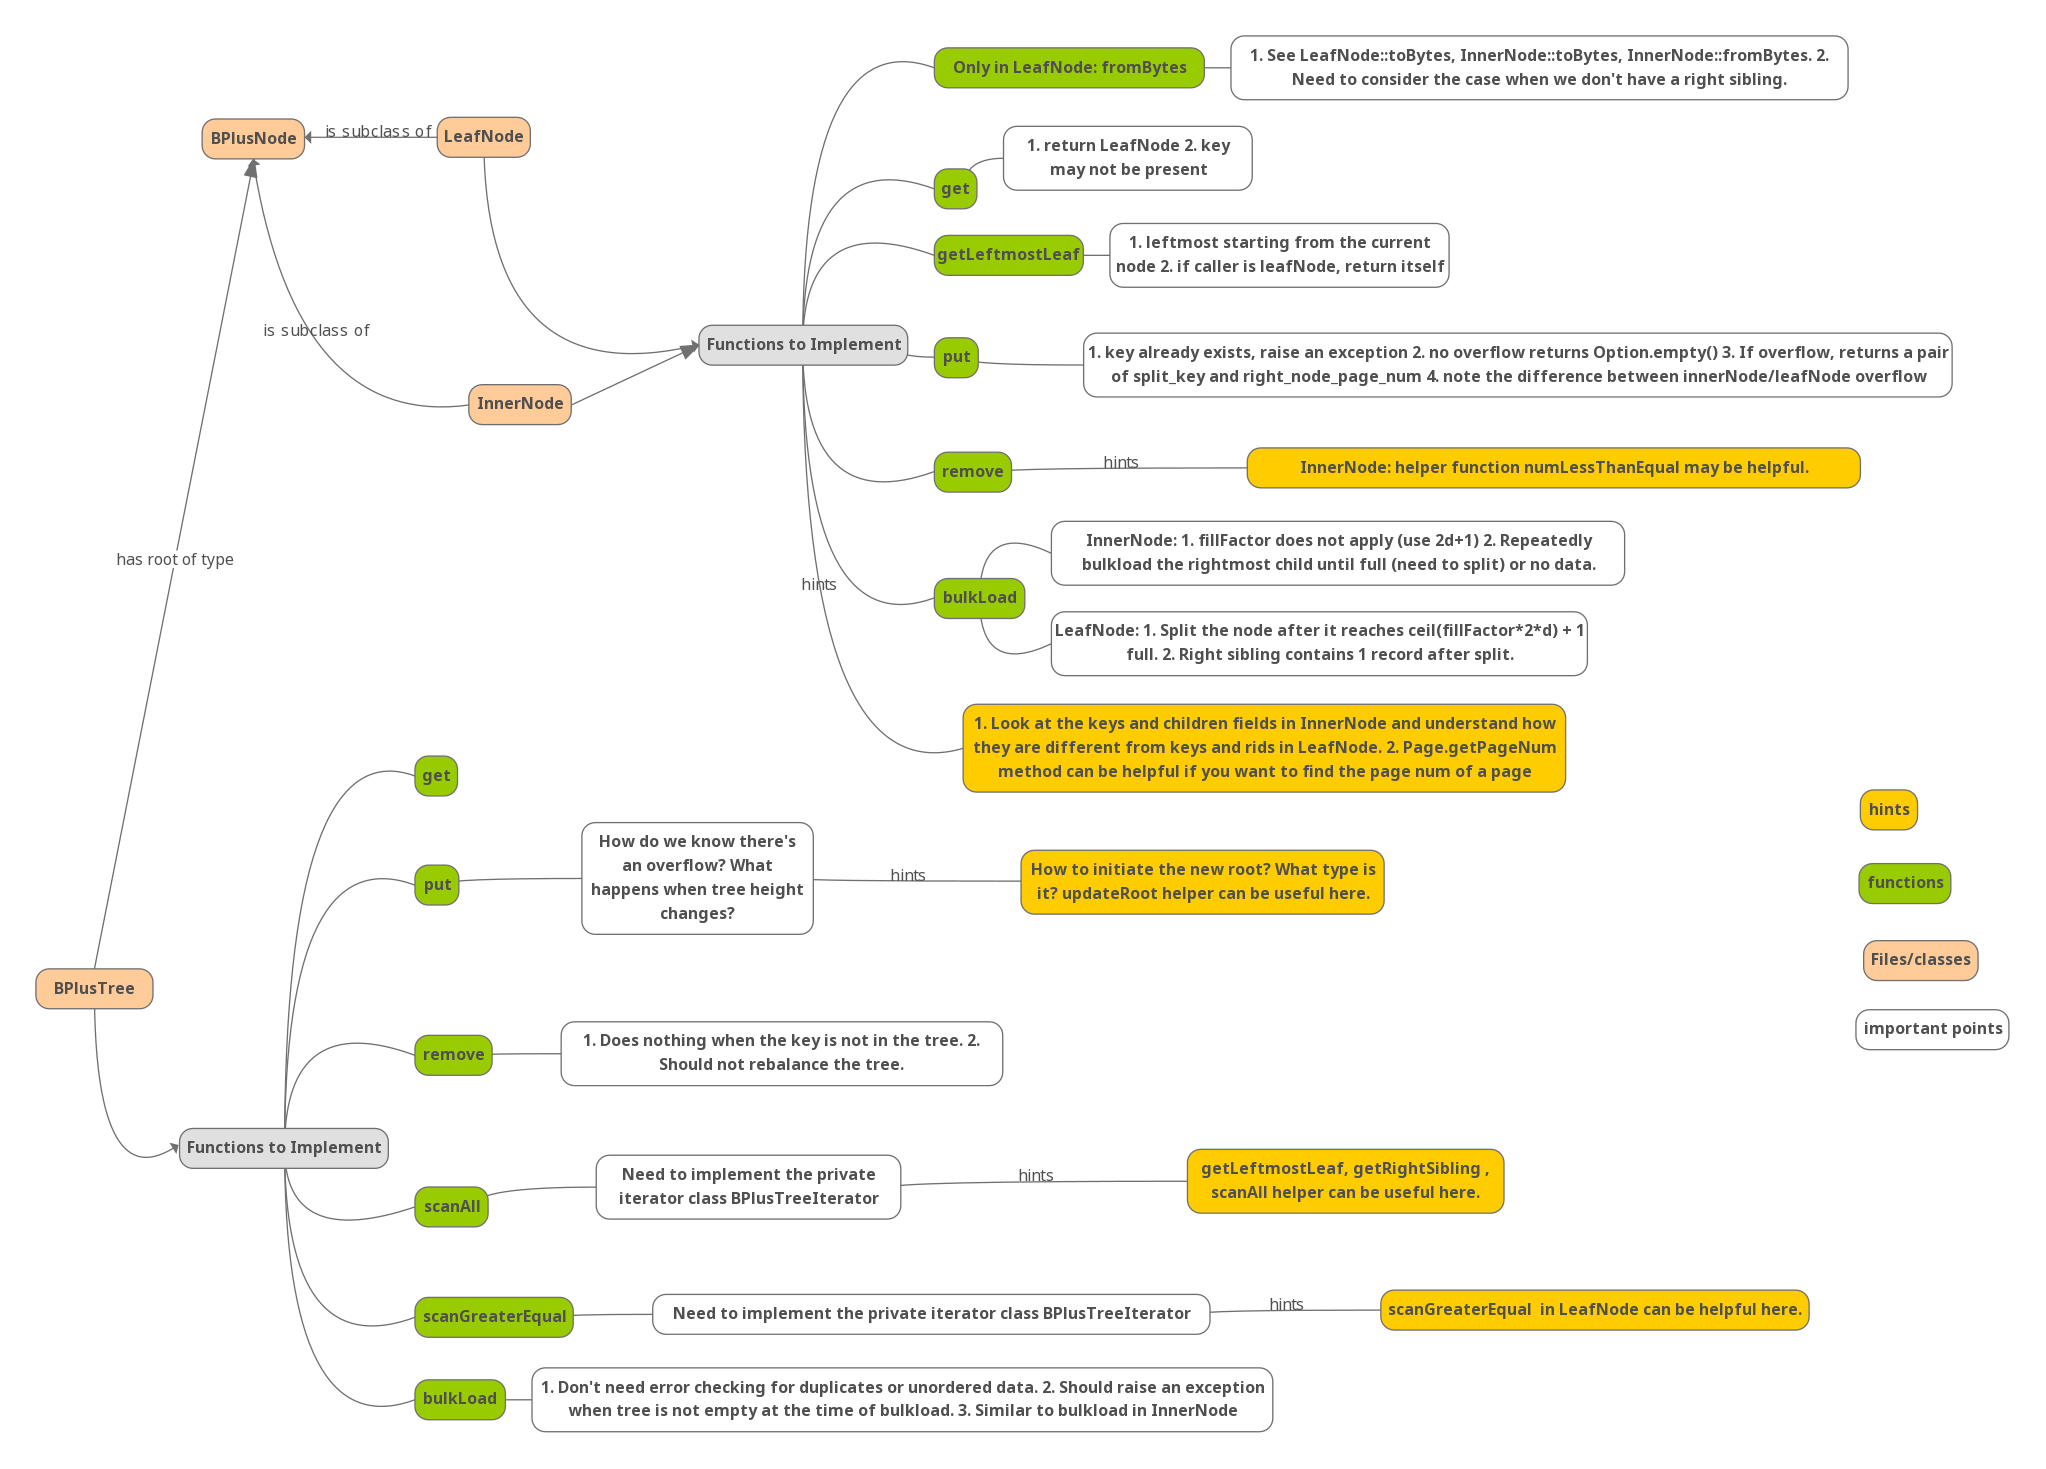 Only in LeafNode: fromBytes
1. See LeafNode::toBytes, InnerNode::toBytes, InnerNode::fromBytes. 2.
Need to consider the case when we don't have a right sibling.
BPlusNode
is subclass of
LeafNode
1. return LeafNode 2. key
may not be present
get
getLeftmostLeaf
1. leftmost starting from the current
node 2. if caller is leafNode, return itself
is subclass of
InnerNode
Functions to Implement
put
1. key already exists, raise an exception 2. no overflow returns Option.empty() 3. If overflow, returns a pair
of split_key and right_node_page_num 4. note the difference between innerNode/leafNode overflow
remove
hints
InnerNode: helper function numLessThanEqual may be helpful.
has root of type
InnerNode: 1. fillFactor does not apply (use 2d+1) 2. Repeatedly
bulkload the rightmost child until full (need to split) or no data.
bulkLoad
LeafNode: 1. Split the node after it reaches ceil(fillFactor*2*d) + 1
full. 2. Right sibling contains 1 record after split.
hints
1. Look at the keys and children fields in InnerNode and understand how
they are different from keys and rids in LeafNode. 2. Page.getPageNum
method can be helpful if you want to find the page num of a page
get
put
How do we know there's
an overflow? What
happens when tree height
changes?
hints
How to initiate the new root? What type is
it? updateRoot helper can be useful here.
hints
functions
Files/classes
important points
BPlusTree
remove
1. Does nothing when the key is not in the tree. 2.
Should not rebalance the tree.
Functions to Implement
scanAll
Need to implement the private
iterator class BPlusTreeIterator
hints
getLeftmostLeaf, getRightSibling ,
scanAll helper can be useful here.
scanGreaterEqual
Need to implement the private iterator class BPlusTreeIterator
hints
scanGreaterEqual  in LeafNode can be helpful here.
bulkLoad
1. Don't need error checking for duplicates or unordered data. 2. Should raise an exception
when tree is not empty at the time of bulkload. 3. Similar to bulkload in InnerNode